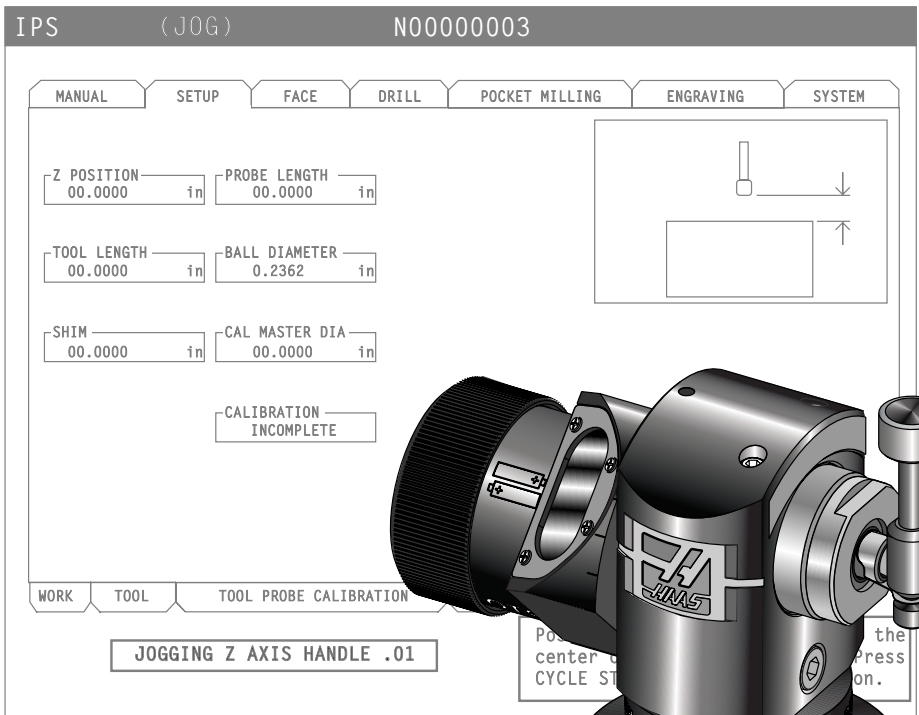 IPS (JOG) N00000003
MANUAL SETUP FACE DRILL POCKET MILLING ENGRAVING SYSTEM
Z POSITION PROBE LENGTH
00.0000 in 00.0000 in
TOOL LENGTH BALL DIAMETER
00.0000 in 0.2362 in
SHIM CAL MASTER DIA
00.0000 in 00.0000 in
CALIBRATION
INCOMPLETE
HAAS
WORK TOOL TOOL PROBE CALIBRATION
JOGGING Z AXIS HANDLE .01
the
center Press
CYCLE